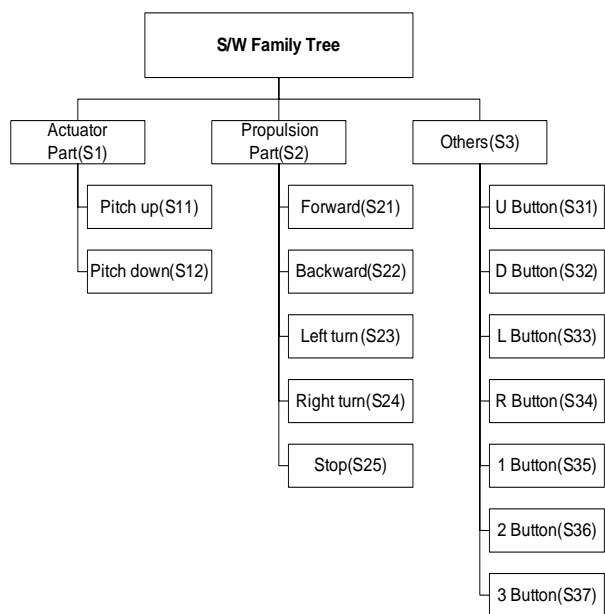 S/W Family Tree
Actuator
Part(S1)
Pitch up(S11)
Pitch down(S12)
Propulsion
Part(S2)
Forward(S21)
Backward(S22)
Left turn(S23)
Right turn(S24)
Stop(S25)
Others(S3)
U Button(S31)
D Button(S32)
L Button(S33)
R Button(S34)
1 Button(S35)
2 Button(S36)
3 Button(S37)